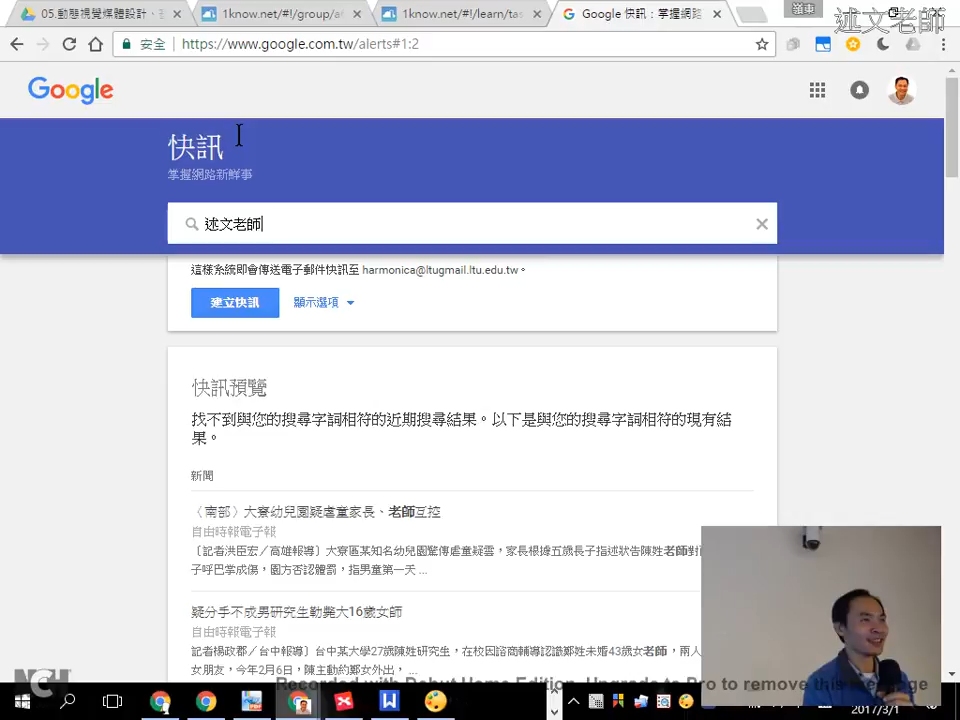 05.動態視覺媒體設計、
1know.net/#!/group/a
1know.net/#!/learn/tas
Google 快訊：掌握網路
述文老師
安全
https://www.google.com.tw/alerts#1:2
Google
快訊
掌握網路新鮮事
述文老師
這樣系統即會傳送電子郵件快訊至 harmonica@ltugmail.ltu.edu.tw。
建立快訊
顯示選項
快訊預覽
找不到與您的搜尋字詞相符的近期搜尋結果。以下是與您的搜尋字詞相符的現有結
果。
新聞
〈南部〉大寮幼兒園疑虐童家長、老師互控
自由時報電子報
〔記者洪臣宏／高雄報導〕大寮區某知名幼兒園驚傳虐童疑雲，家長根據五歲長子指述狀告陳姓老師對
子呼巴掌成傷，園方否認體罰，指男童第一天 ...
疑分手不成男研究生勒斃大16歲女師
自由時報電子報
記者楊政郡／台中報導〕台中某大學27歲陳姓研究生，在校因諮商輔導認識鄭姓未婚43歲女老師，兩人
女朋友，今年2月6日，陳主動約鄭女外出，
NCH
Recorded with Debut Home Edition. Upgrade to Pro to remove this message
2017/3/1